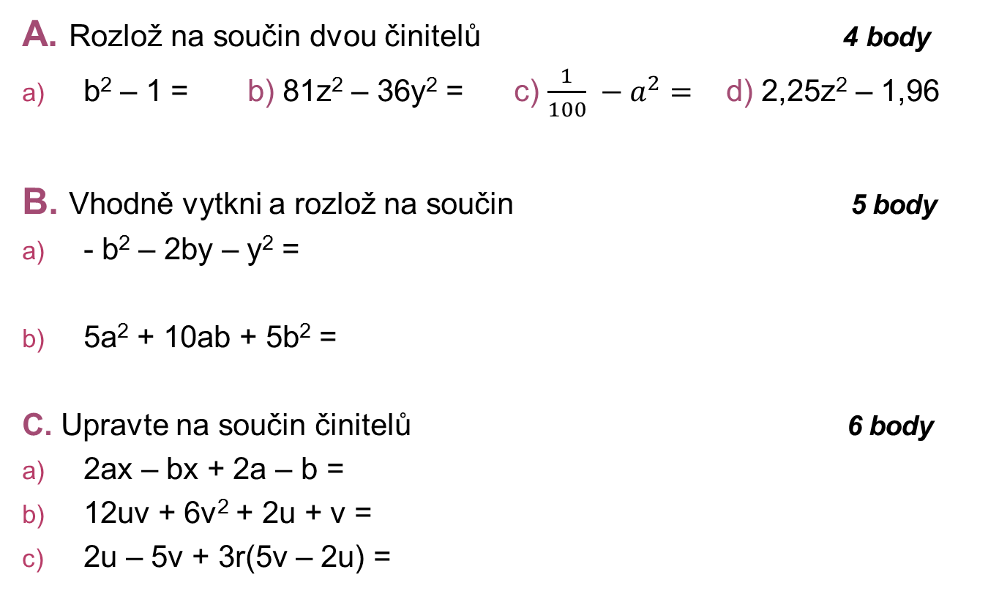 A. Rozlož na součin dvou činitelů 4 body
a) b² – 1 = b) 81z² – 36y² = c) 1/100 − a² = d) 2,25z² – 1,96
B. Vhodně vytkni a rozlož na součin 5 body
a) - b² – 2by – y² =
b) 5a² + 10ab + 5b² =
C. Upravte na součin činitelů 6 body
a) 2ax – bx + 2a – b =
b) 12uv + 6v² + 2u + v =
c) 2u – 5v + 3r(5v – 2u) =